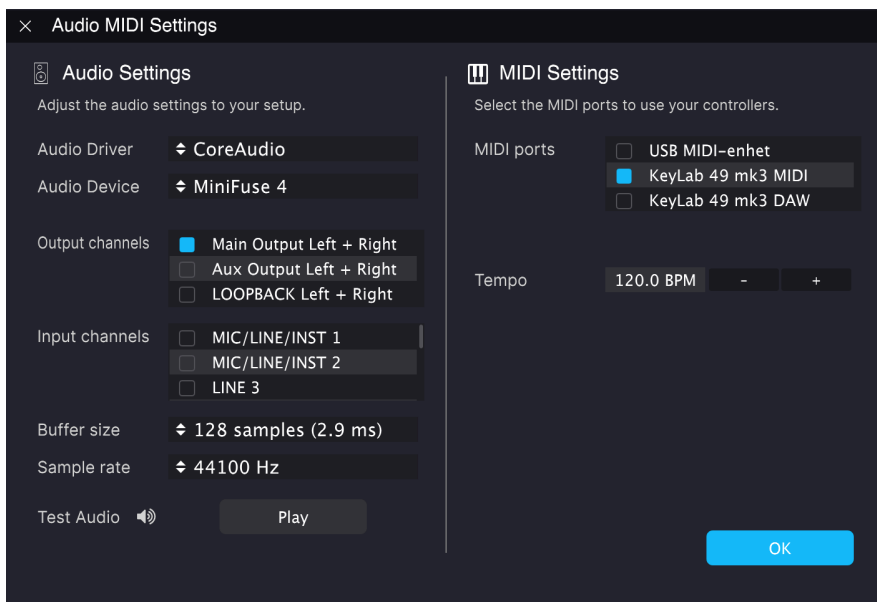 Audio MIDI Settings
Audio Settings
Adjust the audio settings to your setup.
Audio Driver
CoreAudio
Audio Device
MiniFuse 4
Output channels
Main Output Left + Right
Aux Output Left + Right
LOOPBACK Left + Right
Input channels
MIC/LINE/INST 1
MIC/LINE/INST 2
LINE 3
Buffer size
128 samples (2.9 ms)
Sample rate
44100 Hz
Test Audio
Play
MIDI Settings
Select the MIDI ports to use your controllers.
MIDI ports
USB MIDI-enhet
KeyLab 49 mk3 MIDI
KeyLab 49 mk3 DAW
Tempo
120.0 BPM
-
+
OK